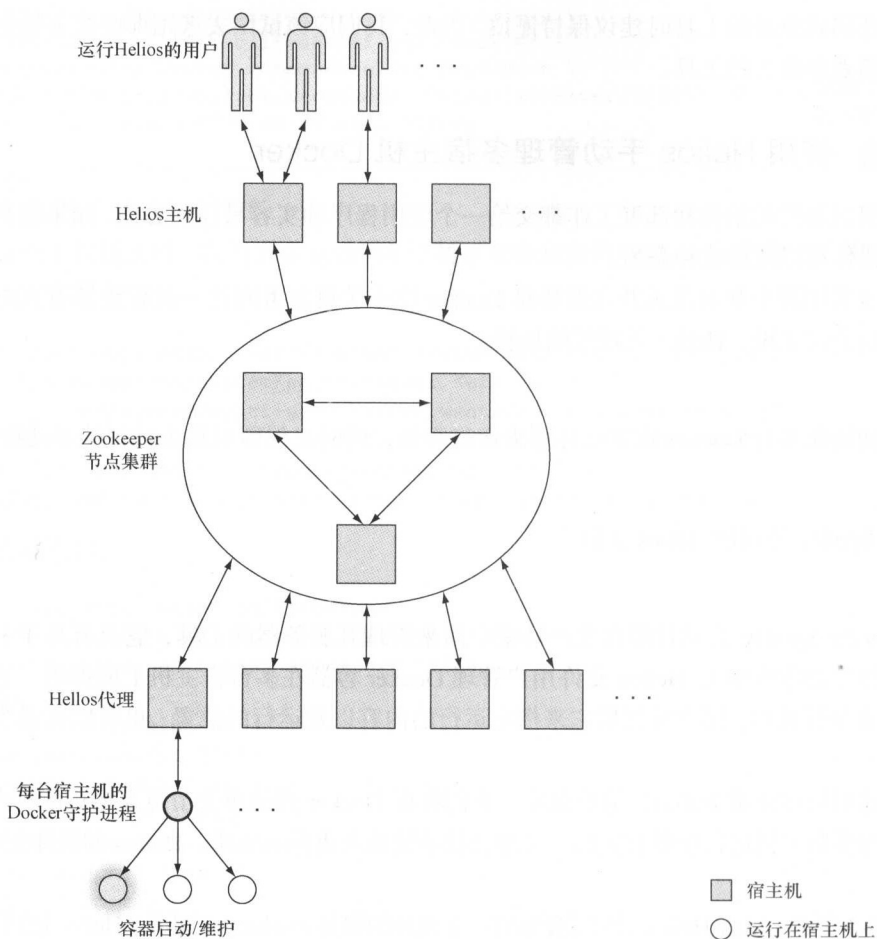 运行Helios的用户
. . .
Helios主机
. . .
Zookeeper
节点集群
Hellos代理
. . .
每台宿主机的
Docker守护进程
. . .
容器启动/维护
宿主机
运行在宿主机上